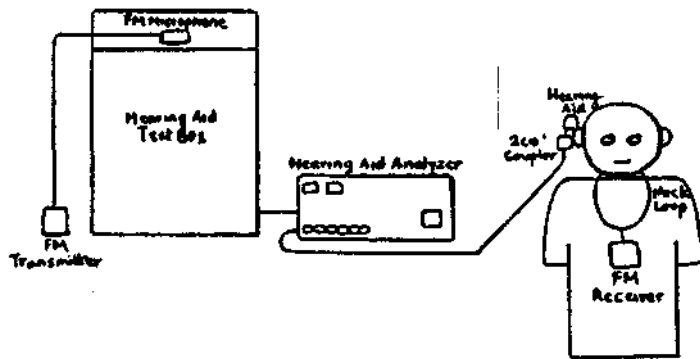 FM Microphone
Hearing Aid
Test Box
FM
Transmitter
Hearing Aid Analyzer
Hearing
Aid
2cc
Coupler
Neck
Loop
FM
Receiver